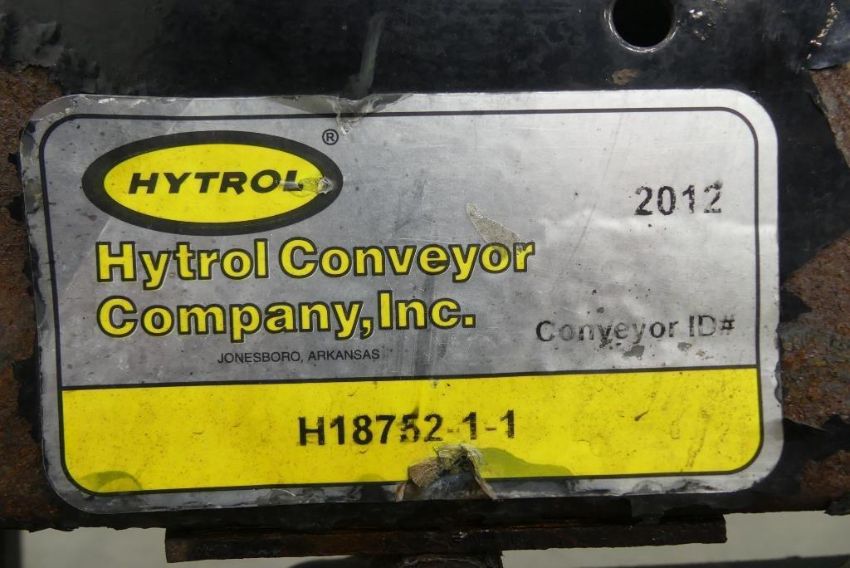 HYTROL®
2012
Hytrol Conveyor
Company, Inc.
Conveyor ID#
JONESBORO, ARKANSAS
H18752-1-1